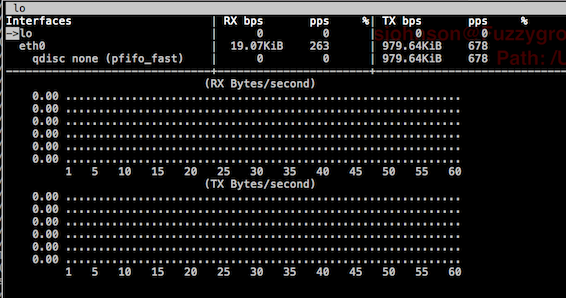 lo
Interfaces | RX bps pps %| TX bps pps %
->lo | 0 0 | 0 0
eth0 | 19.07KiB 263 | 979.64KiB 678
qdisc none (pfifo_fast) | 0 0 | 979.64KiB 678
(RX Bytes/second)
0.00 ............................................................
0.00 ............................................................
0.00 ............................................................
0.00 ............................................................
0.00 ............................................................
0.00 ............................................................
1 5 10 15 20 25 30 35 40 45 50 55 60
(TX Bytes/second)
0.00 ............................................................
0.00 ............................................................
0.00 ............................................................
0.00 ............................................................
0.00 ............................................................
0.00 ............................................................
1 5 10 15 20 25 30 35 40 45 50 55 60
Path: /U